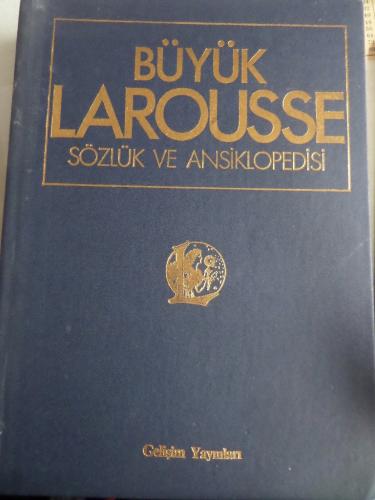 BÜYÜK
LAROUSSE
SÖZLÜK VE ANSİKLOPEDİSİ
L
Gelişim Yayınları